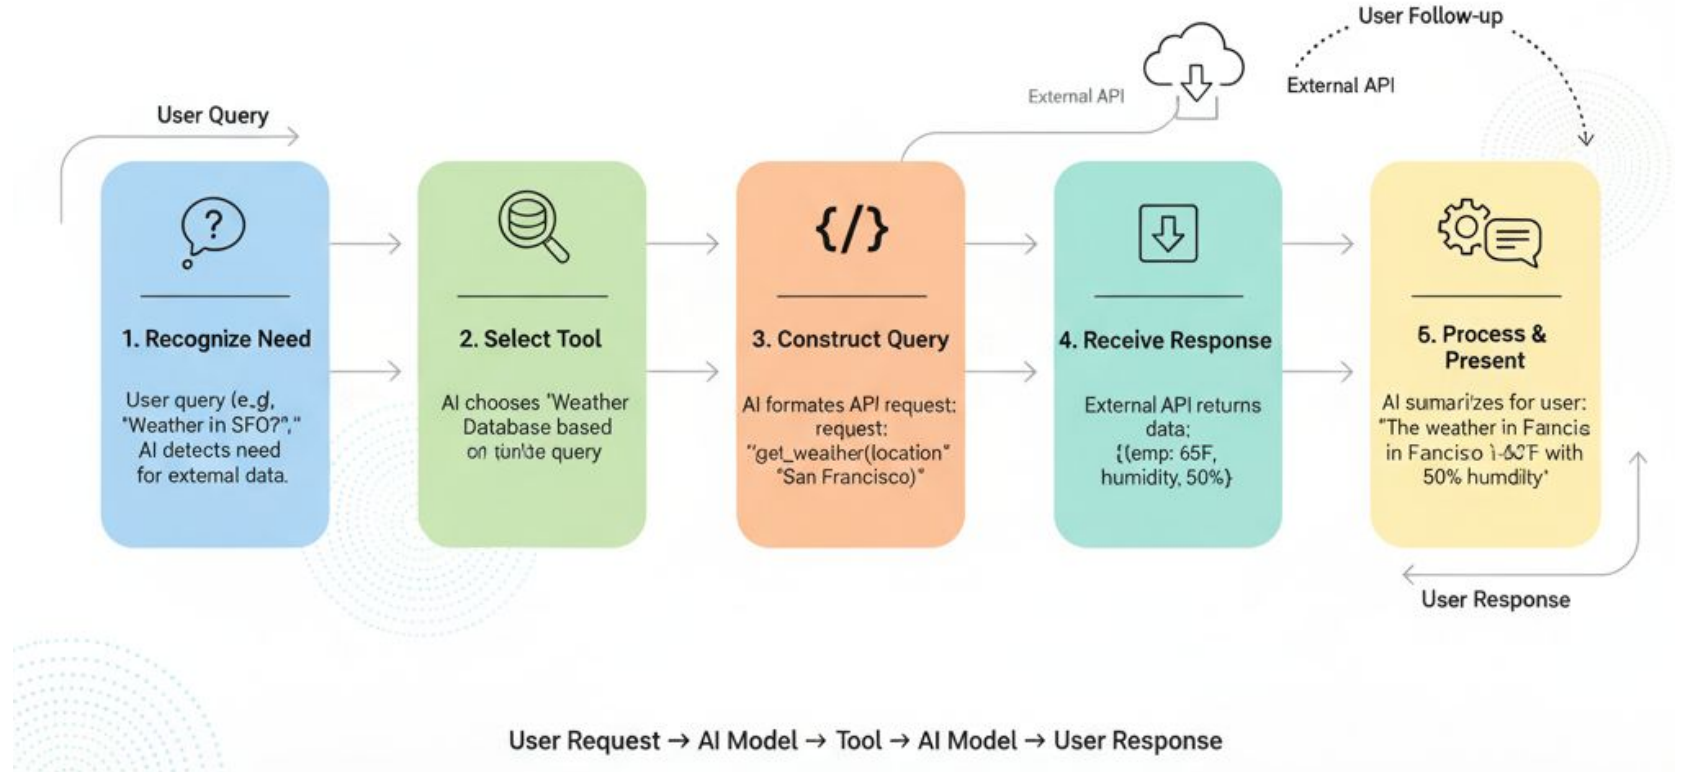 User Follow-up
External API
External API
User Query
1. Recognize Need
User query (e.g,
"Weather in SFO?","
AI detects need
for external data.
2. Select Tool
AI chooses 'Weather
Database based
on query
{/}
3. Construct Query
AI formates API request:
request:
"get_weather(location"
"San Francisco)"
4. Receive Response
External API returns
data:
{(emp: 65F,
humidity, 50%}
5. Process &
Present
AI sumarizes for user:
"The weather in
in Fanciso with
50% humdilty'
User Response
User Request → AI Model → Tool → AI Model → User Response